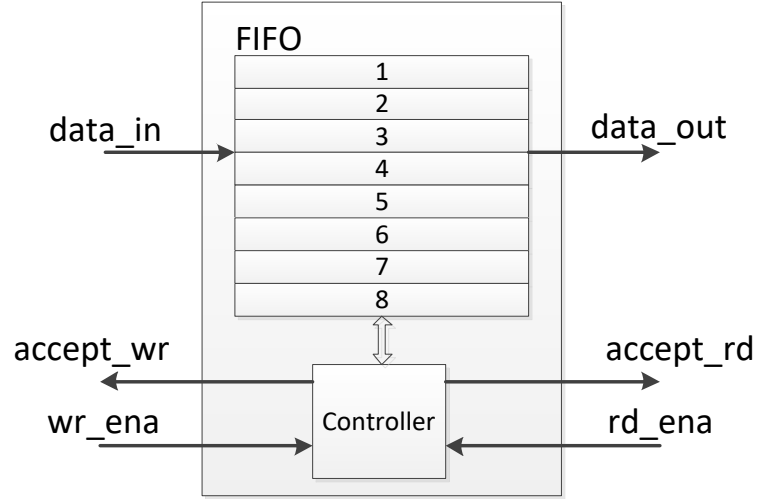 FIFO
1
2
3
4
5
6
7
8
data_in
data_out
accept_wr
accept_rd
wr_ena
Controller
rd_ena